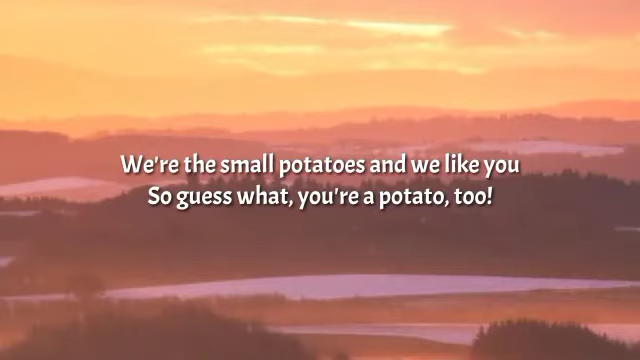 We're the small potatoes and we like you
So guess what, you're a potato, too!